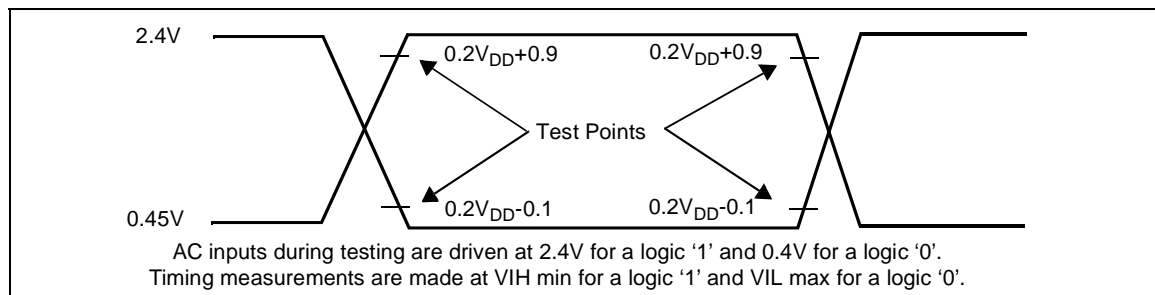 2.4V
0.2VDD+0.9
0.2VDD+0.9
Test Points
0.45V
0.2VDD-0.1
0.2VDD-0.1
AC inputs during testing are driven at 2.4V for a logic ‘1’ and 0.4V for a logic ‘0’.
Timing measurements are made at VIH min for a logic ‘1’ and VIL max for a logic ‘0’.